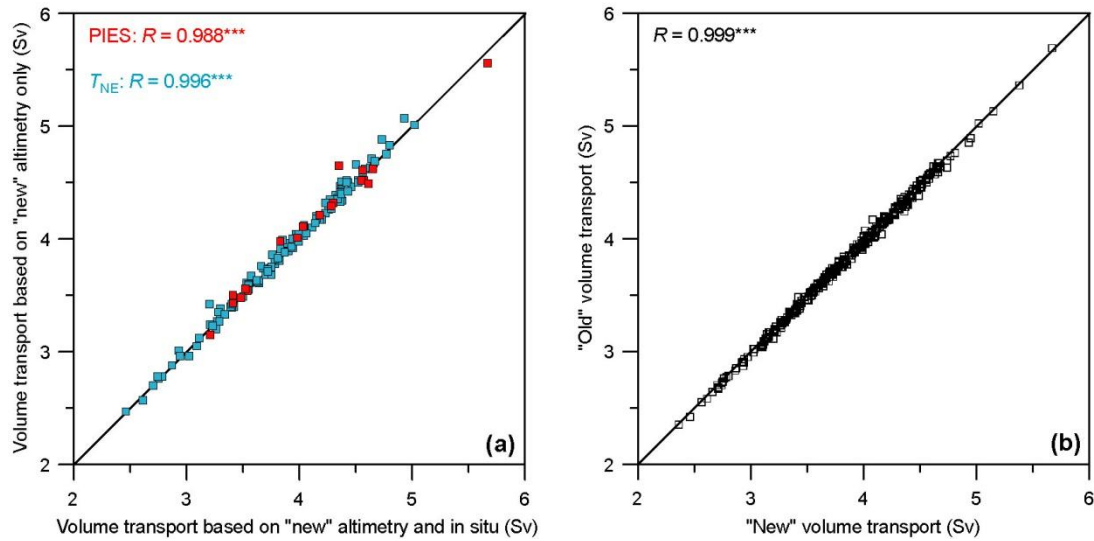 6
5
4
3
2
Volume transport based on "new" altimetry only (Sv)
PIES: R = 0.988***
TNE: R = 0.996***
(a)
2 3 4 5 6
Volume transport based on "new" altimetry and in situ (Sv)
6
5
4
3
2
"Old" volume transport (Sv)
R = 0.999***
(b)
2 3 4 5 6
"New" volume transport (Sv)